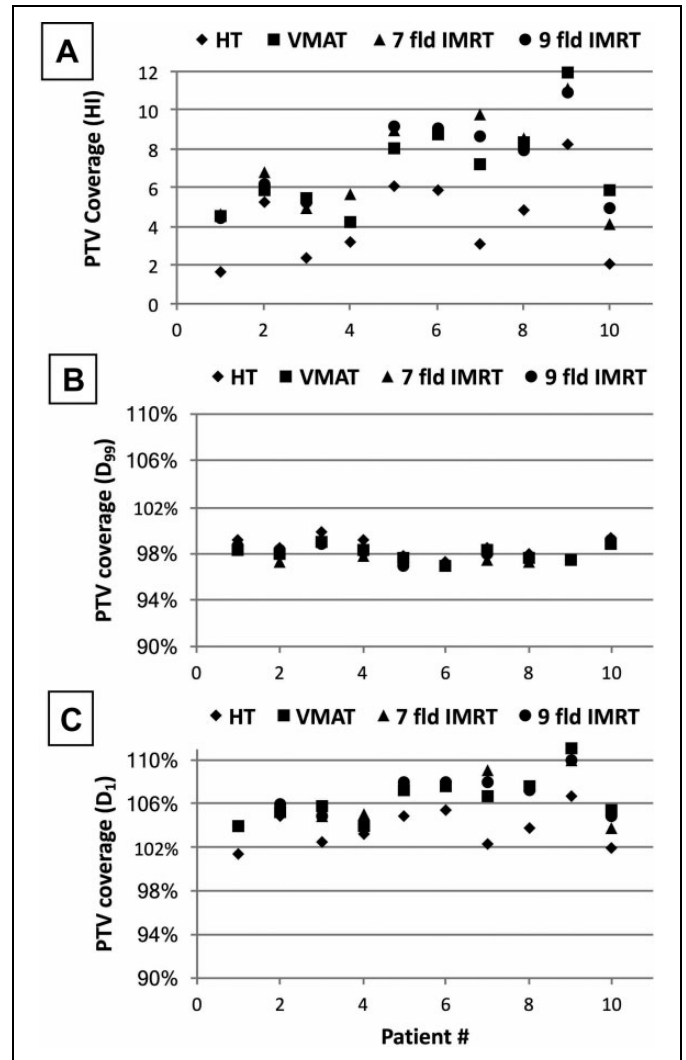 A
HT VMAT 7 fld IMRT 9 fld IMRT
PTV Coverage (HI)
12
10
8
6
4
2
0
0 2 4 6 8 10
B
HT VMAT 7 fld IMRT 9 fld IMRT
PTV coverage (D99)
110%
106%
102%
98%
94%
90%
0 2 4 6 8 10
C
HT VMAT 7 fld IMRT 9 fld IMRT
PTV coverage (D1)
110%
106%
102%
98%
94%
90%
0 2 4 6 8 10
Patient #